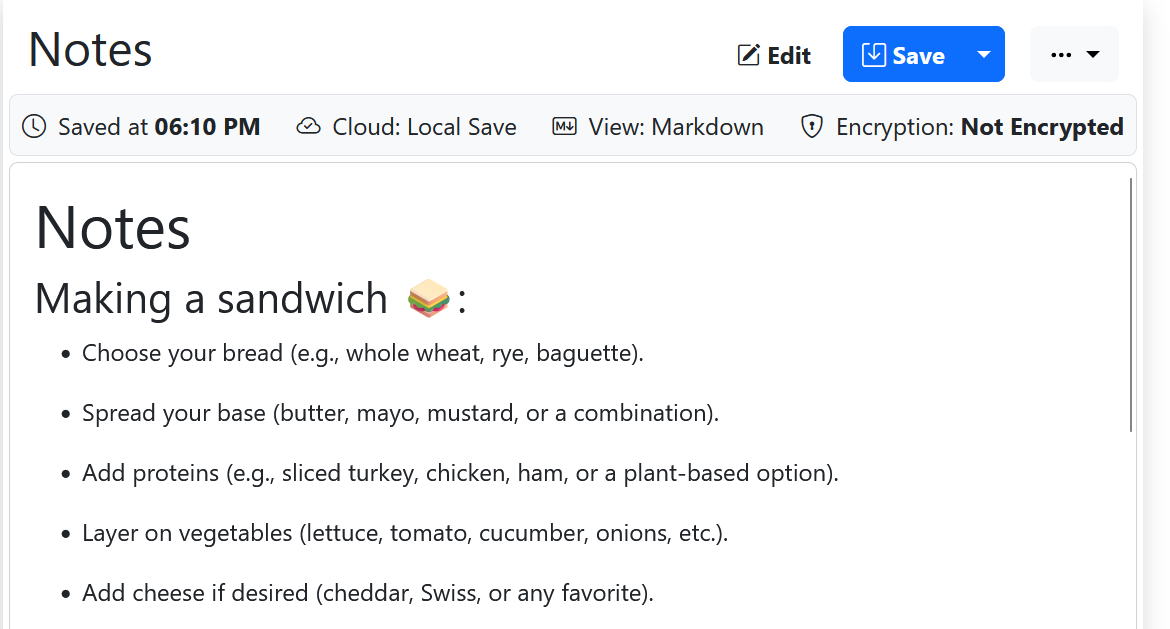 Notes
Edit Save
Saved at 06:10 PM Cloud: Local Save View: Markdown Encryption: Not Encrypted
Notes
Making a sandwich 🥪:
• Choose your bread (e.g., whole wheat, rye, baguette).
• Spread your base (butter, mayo, mustard, or a combination).
• Add proteins (e.g., sliced turkey, chicken, ham, or a plant-based option).
• Layer on vegetables (lettuce, tomato, cucumber, onions, etc.).
• Add cheese if desired (cheddar, Swiss, or any favorite).